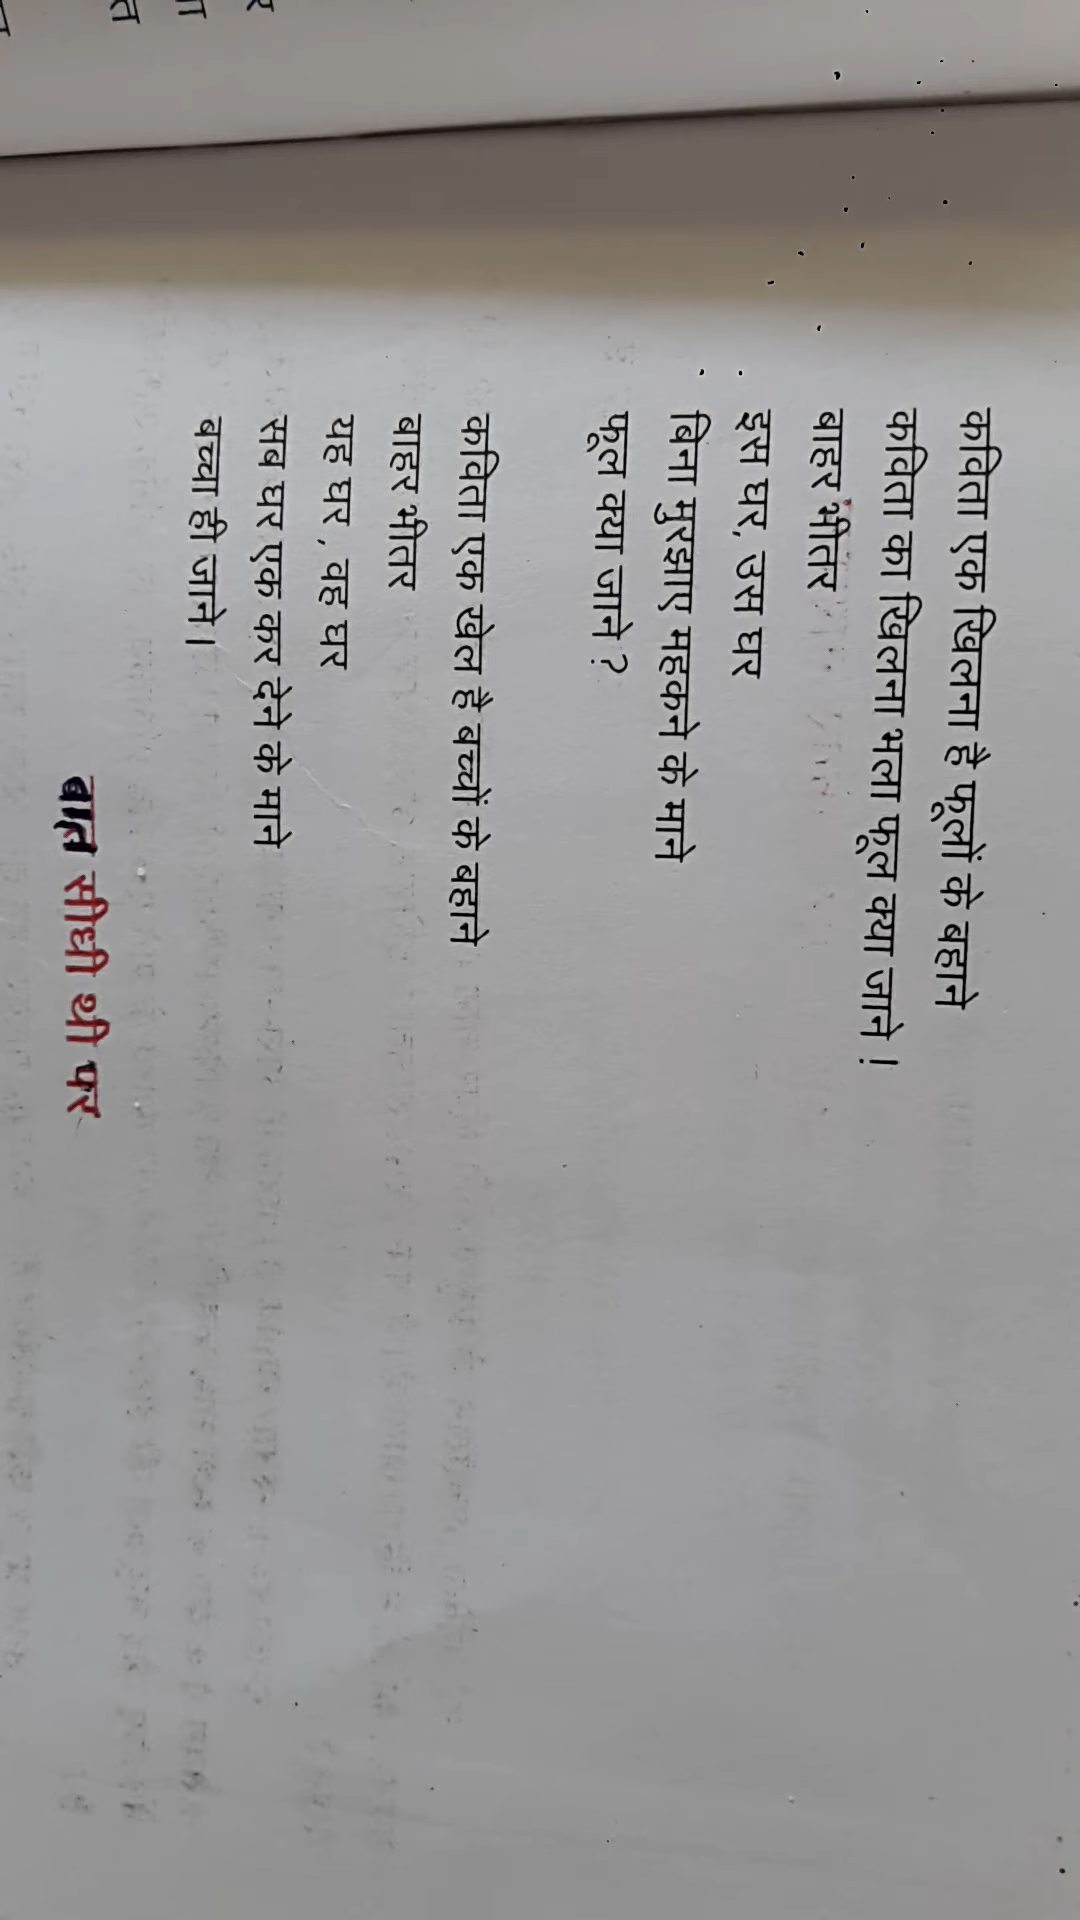 कविता एक खिलना है फूलों के बहाने
कविता का खिलना भला फूल क्या जाने !
बाहर भीतर
इस घर, उस घर
बिना मुरझाए महकने के माने
फूल क्या जाने ?
कविता एक खेल है बच्चों के बहाने
बाहर भीतर
यह घर , वह घर
सब घर एक कर देने के माने
बच्चा ही जाने ।
बात सीधी थी पर